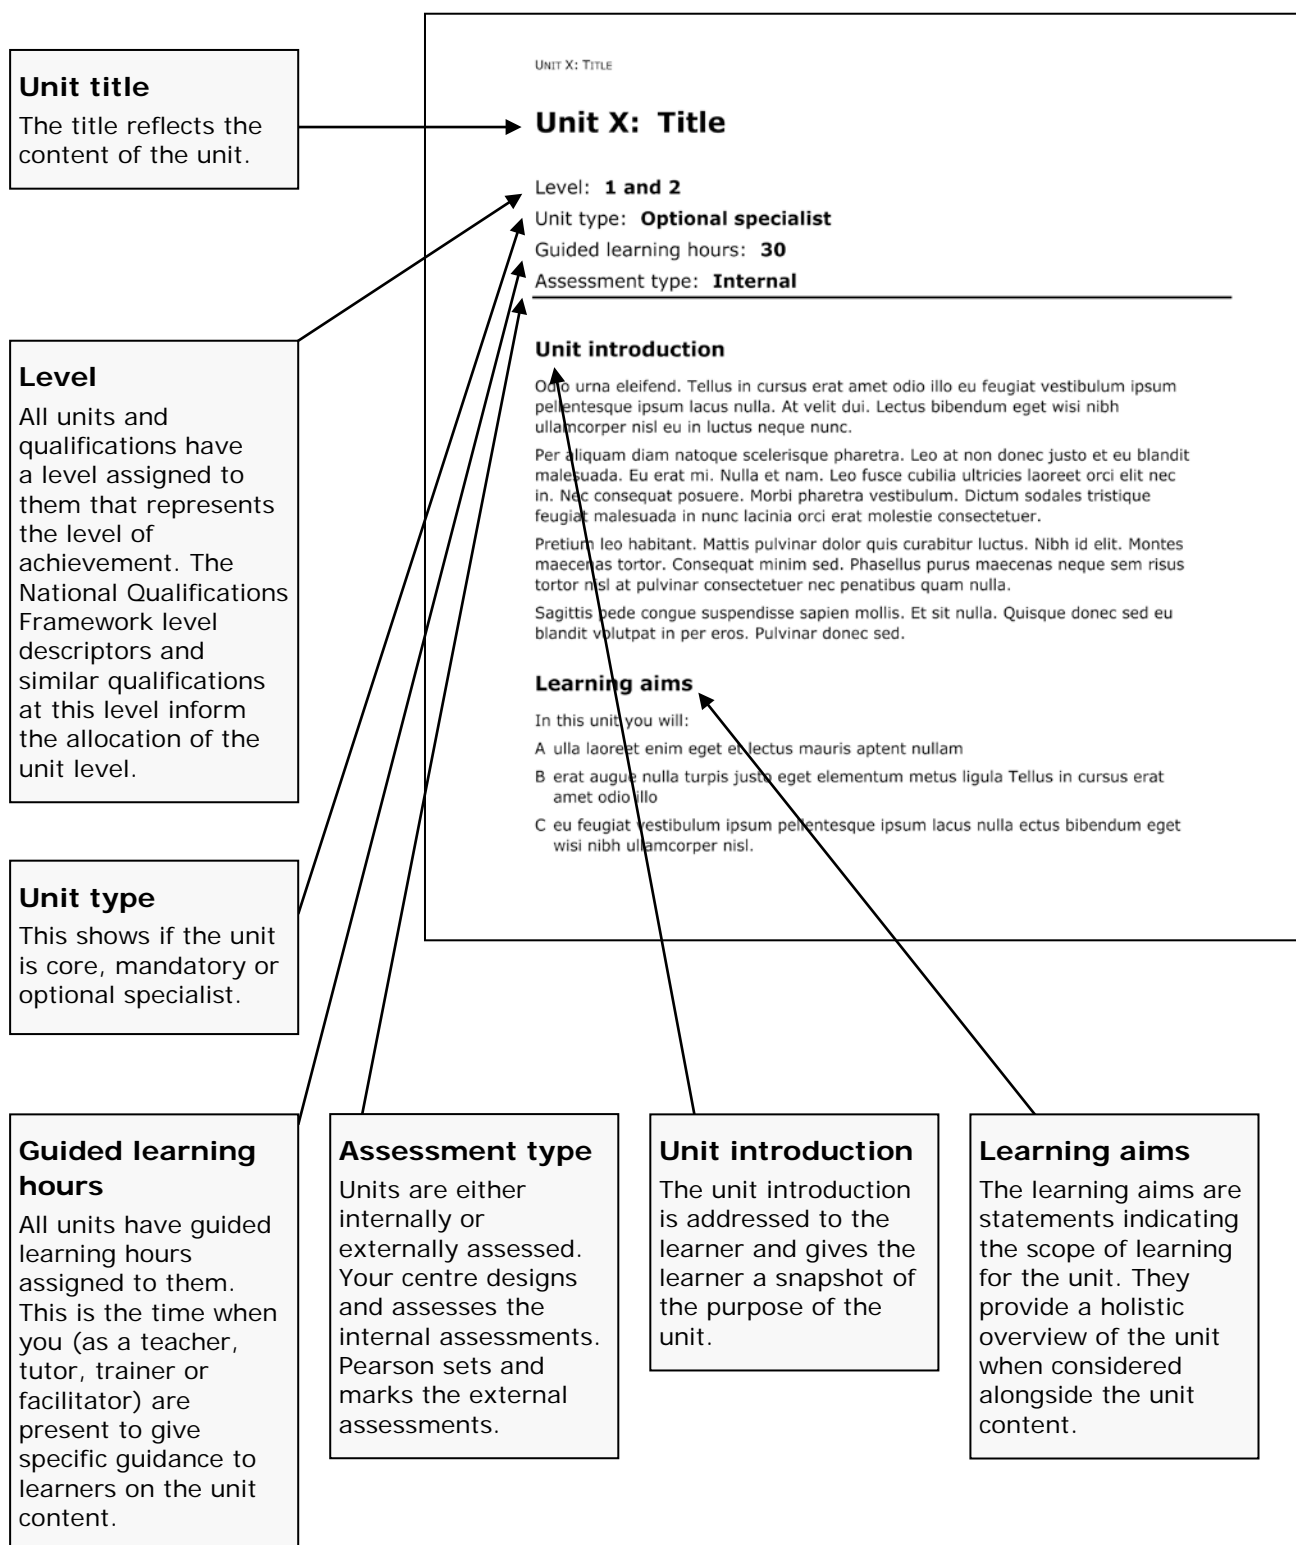 UNIT X: TITLE
Unit title
The title reflects the
content of the unit.
Unit X: Title
Level: 1 and 2
Unit type: Optional specialist
Guided learning hours: 30
Assessment type: Internal
Level
All units and
qualifications have
a level assigned to
them that represents
the level of
achievement. The
National Qualifications
Framework level
descriptors and
similar qualifications
at this level inform
the allocation of the
unit level.
Unit introduction
Odio urna eleifend. Tellus in cursus erat amet odio illo eu feugiat vestibulum ipsum
pellentesque ipsum lacus nulla. At velit dui. Lectus bibendum eget wisi nibh
ullamcorper nisl eu in luctus neque nunc.
Per aliquam diam natoque scelerisque pharetra. Leo at non donec justo et eu blandit
malesuada. Eu erat mi. Nulla et nam. Leo fusce cubilia ultricies laoreet orci elit nec
in. Nec consequat posuere. Morbi pharetra vestibulum. Dictum sodales tristique
feugiat malesuada in nunc lacinia orci erat molestie consectetuer.
Pretium leo habitant. Mattis pulvinar dolor quis curabitur luctus. Nibh id elit. Montes
maecenas tortor. Consequat minim sed. Phasellus purus maecenas neque sem risus
tortor nisl at pulvinar consectetuer nec penatibus quam nulla.
Sagittis pede congue suspendisse sapien mollis. Et sit nulla. Quisque donec sed eu
blandit volutpat in per eros. Pulvinar donec sed.
Learning aims
In this unit you will:
A ulla laoreet enim eget et lectus mauris aptent nullam
B erat augue nulla turpis justo eget elementum metus ligula Tellus in cursus erat
amet odio illo
C eu feugiat vestibulum ipsum pellentesque ipsum lacus nulla ectus bibendum eget
wisi nibh ullamcorper nisl.
Unit type
This shows if the unit
is core, mandatory or
optional specialist.
Guided learning
hours
All units have guided
learning hours
assigned to them.
This is the time when
you (as a teacher,
tutor, trainer or
facilitator) are
present to give
specific guidance to
learners on the unit
content.
Assessment type
Units are either
internally or
externally assessed.
Your centre designs
and assesses the
internal assessments.
Pearson sets and
marks the external
assessments.
Unit introduction
The unit introduction
is addressed to the
learner and gives the
learner a snapshot of
the purpose of the
unit.
Learning aims
The learning aims are
statements indicating
the scope of learning
for the unit. They
provide a holistic
overview of the unit
when considered
alongside the unit
content.